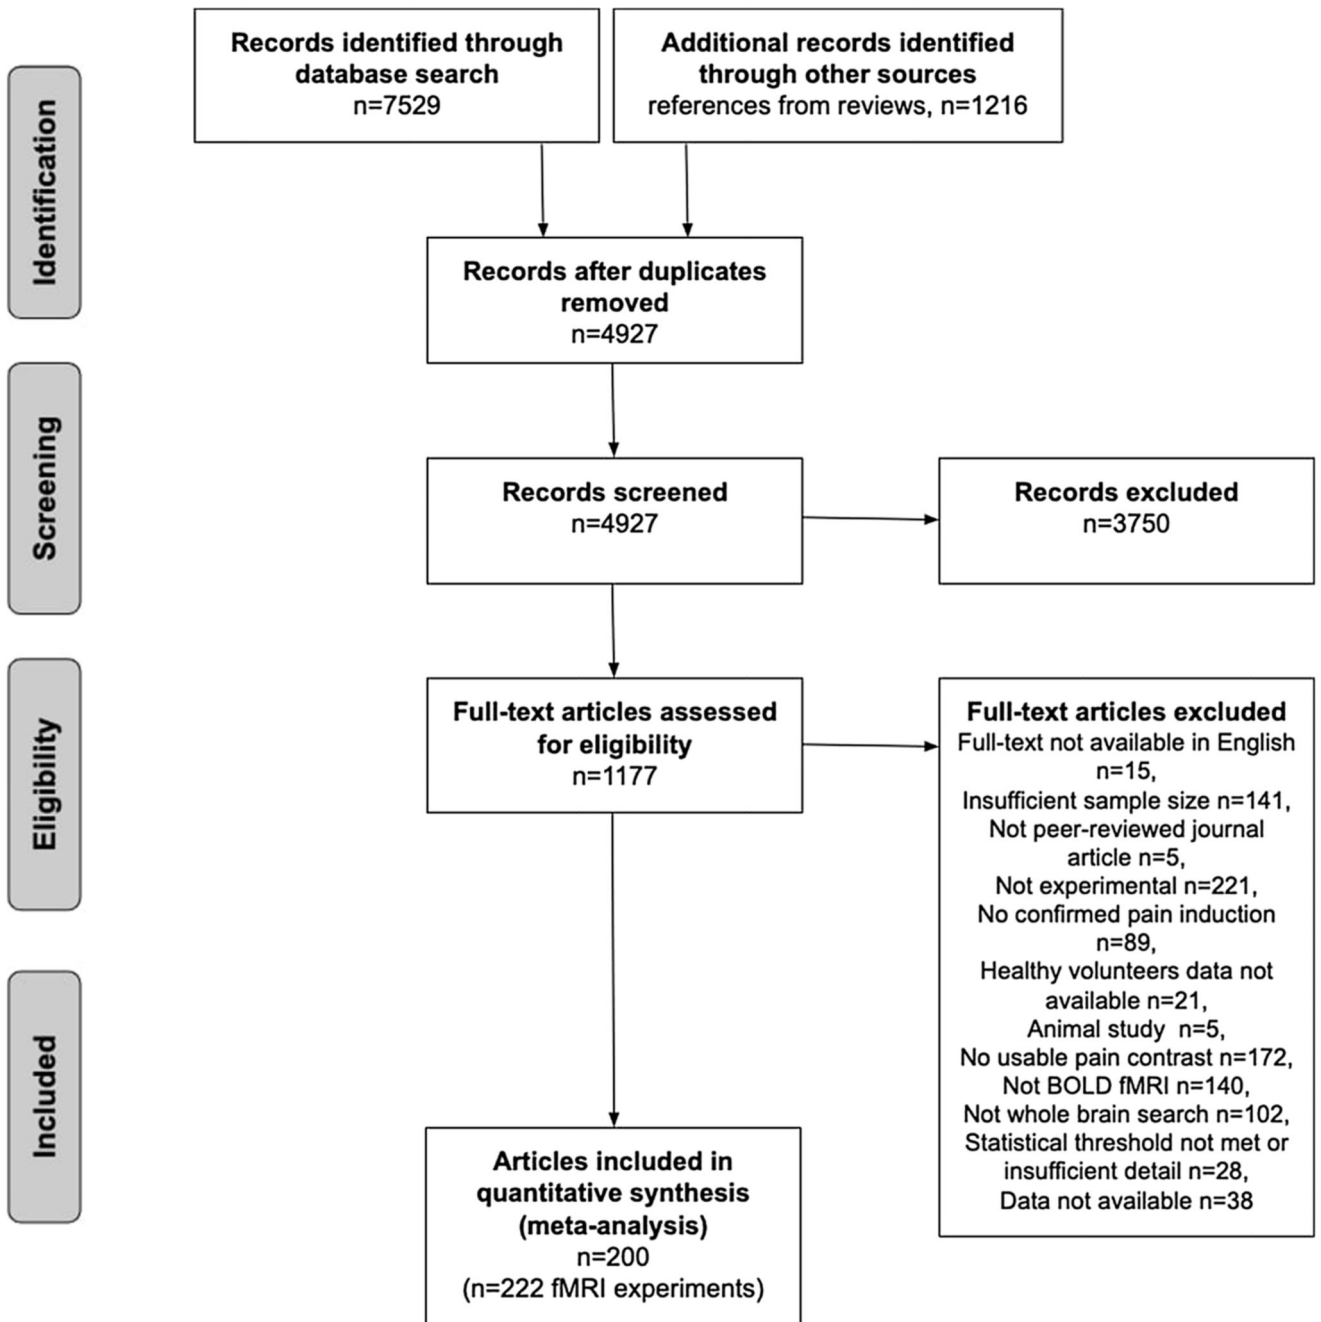 Identification
Records identified through
database search
n=7529
Additional records identified
through other sources
references from reviews, n=1216
Records after duplicates
removed
n=4927
Screening
Records screened
n=4927
Records excluded
n=3750
Eligibility
Full-text articles assessed
for eligibility
n=1177
Full-text articles excluded
Full-text not available in English
n=15,
Insufficient sample size n=141,
Not peer-reviewed journal
article n=5,
Not experimental n=221,
No confirmed pain induction
n=89,
Healthy volunteers data not
available n=21,
Animal study n=5,
No usable pain contrast n=172,
Not BOLD fMRI n=140,
Not whole brain search n=102,
Statistical threshold not met or
insufficient detail n=28,
Data not available n=38
Included
Articles included in
quantitative synthesis
(meta-analysis)
n=200
(n=222 fMRI experiments)